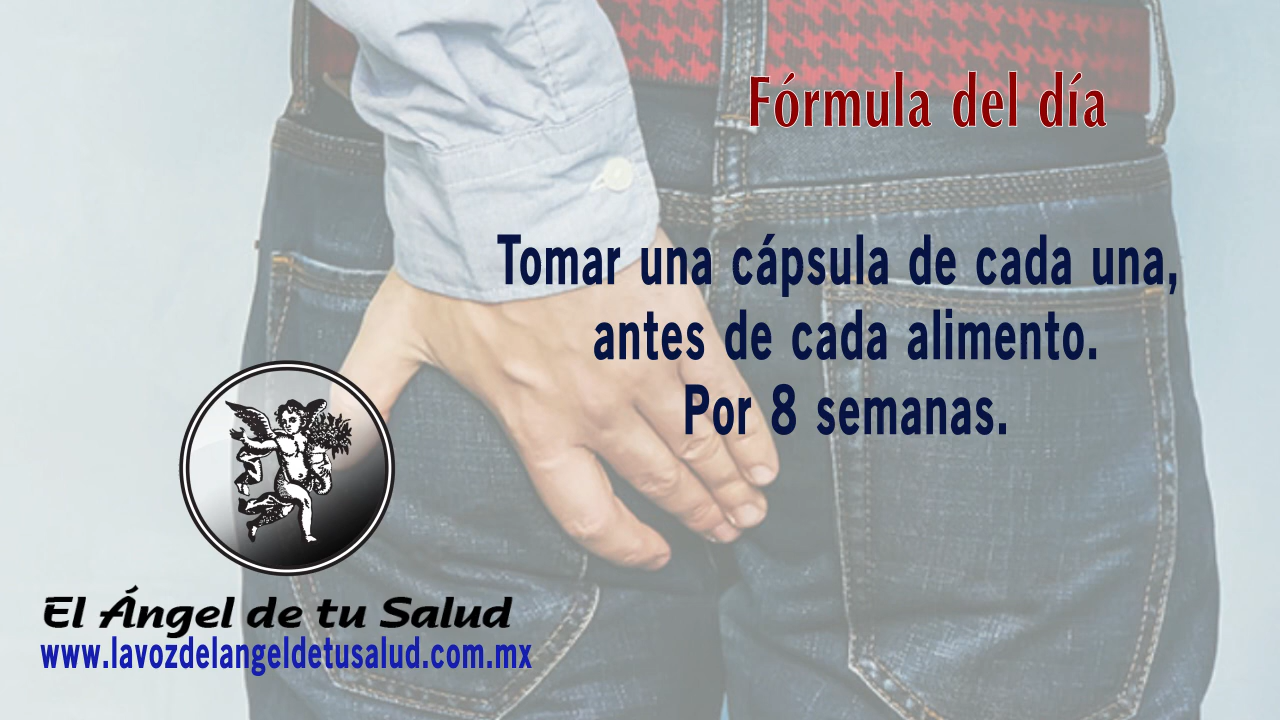 Fórmula del día
Tomar una cápsula de cada una,
antes de cada alimento.
Por 8 semanas.
El Ángel de tu Salud
www.lavozdelangeldetusalud.com.mx